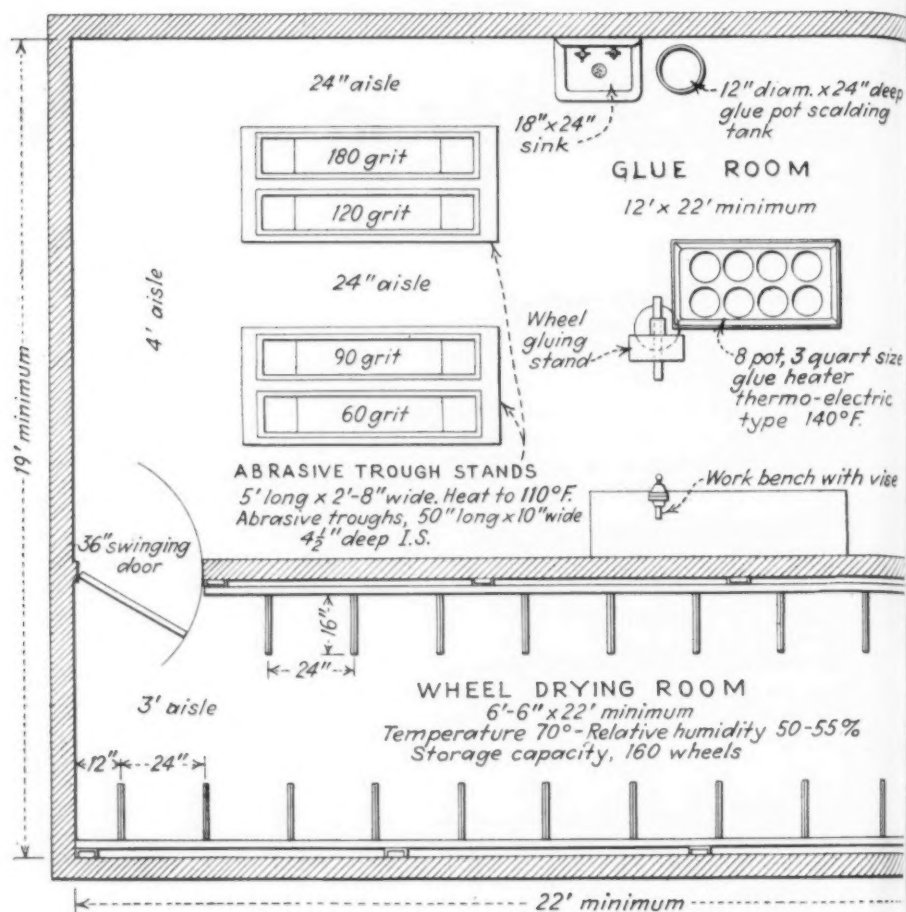 24" aisle
180 grit
120 grit
18" x 24"
sink
12" diam. x 24" deep
glue pot scalding
tank
GLUE ROOM
12' x 22' minimum
4' aisle
24" aisle
90 grit
60 grit
Wheel
gluing
stand
8 pot, 3 quart size
glue heater
thermo-electric
type 140°F.
19' minimum
ABRASIVE TROUGH STANDS
5' long x 2'-8" wide. Heat to 110°F.
Abrasive troughs, 50" long x 10" wide
4½" deep I.S.
Work bench with vise
36" swinging
door
16"
24"
3' aisle
WHEEL DRYING ROOM
6'-6" x 22' minimum
Temperature 70° - Relative humidity 50-55%
Storage capacity, 160 wheels
12"
24"
22' minimum